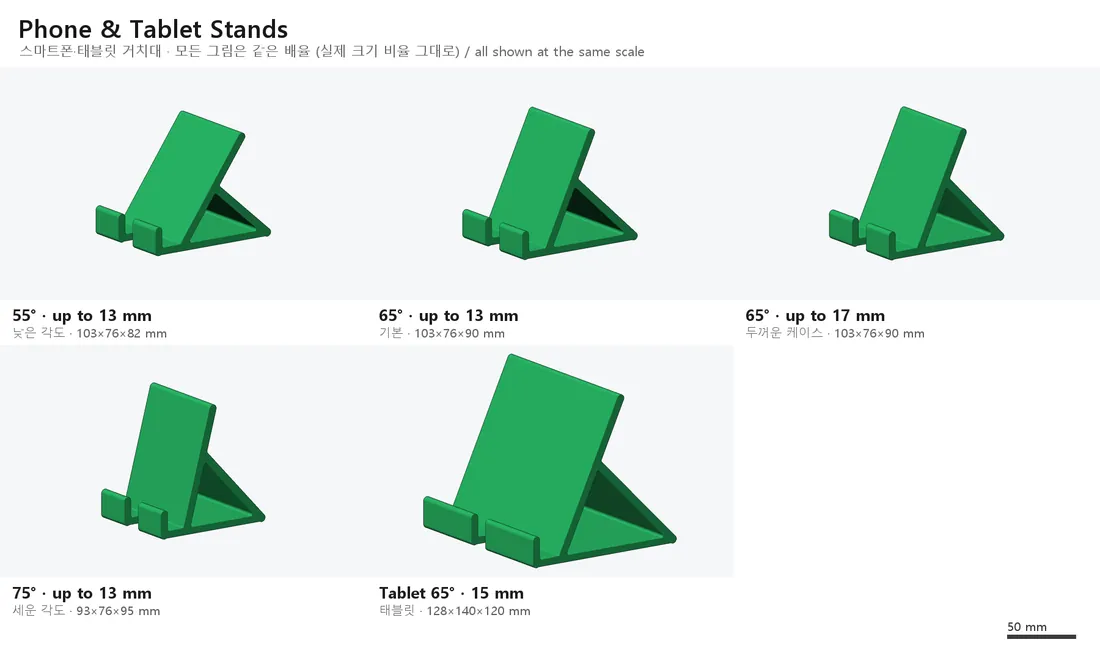 Phone & Tablet Stands
스마트폰·태블릿 거치대 · 모든 그림은 같은 배율 (실제 크기 비율 그대로) / all shown at the same scale
55° · up to 13 mm
낮은 각도 · 103×76×82 mm
65° · up to 13 mm
기본 · 103×76×90 mm
65° · up to 17 mm
두꺼운 케이스 · 103×76×90 mm
75° · up to 13 mm
세운 각도 · 93×76×95 mm
Tablet 65° · 15 mm
태블릿 · 128×140×120 mm
50 mm